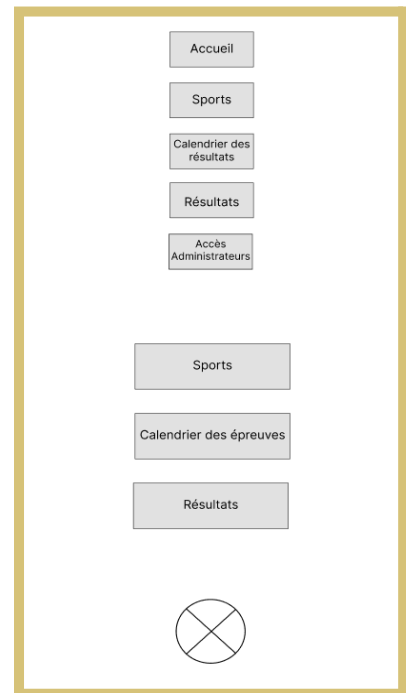 Accueil
Sports
Calendrier des
résultats
Résultats
Accès
Administrateurs
Sports
Calendrier des épreuves
Résultats